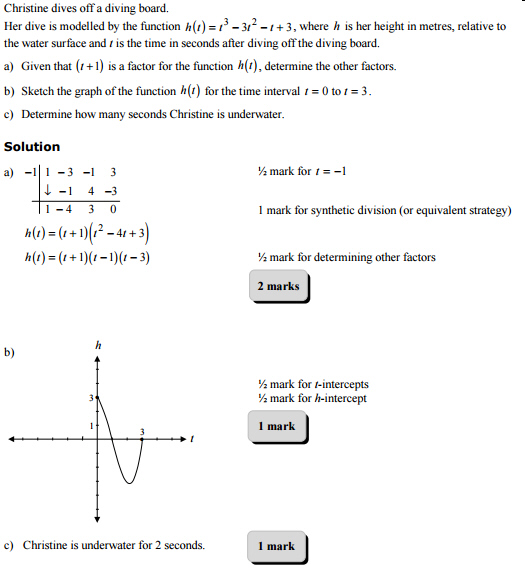 Christine dives off a diving board.
Her dive is modelled by the function h(t) = t³ − 3t² − t + 3, where h is her height in metres, relative to
the water surface and t is the time in seconds after diving off the diving board.
a) Given that (t + 1) is a factor for the function h(t), determine the other factors.
b) Sketch the graph of the function h(t) for the time interval t = 0 to t = 3.
c) Determine how many seconds Christine is underwater.
Solution
a) −1 | 1 −3 −1 3
↓ −1 4 −3
1 −4 3 0
½ mark for t = −1
1 mark for synthetic division (or equivalent strategy)
h(t) = (t + 1)(t² − 4t + 3)
h(t) = (t + 1)(t − 1)(t − 3)
½ mark for determining other factors
2 marks
b)
h
3
1
3
t
½ mark for t-intercepts
½ mark for h-intercept
1 mark
c) Christine is underwater for 2 seconds.
1 mark